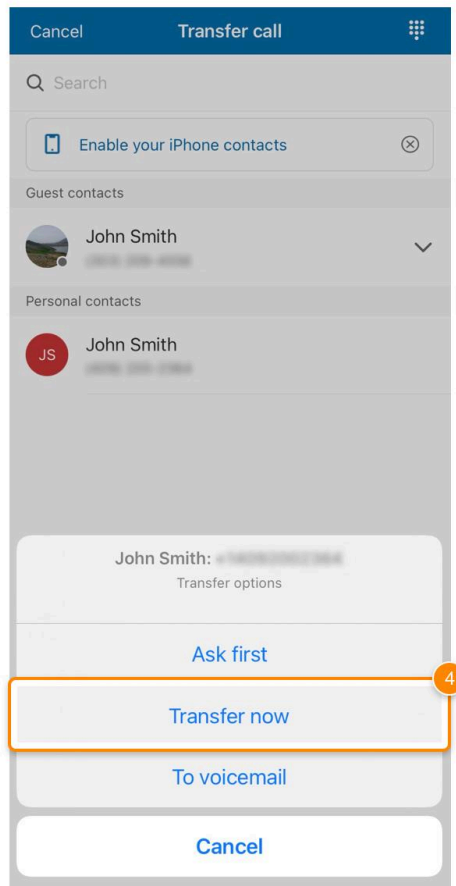 Cancel
Transfer call
Search
Enable your iPhone contacts
Guest contacts
John Smith
Personal contacts
JS
John Smith
John Smith:
Transfer options
Ask first
4
Transfer now
To voicemail
Cancel